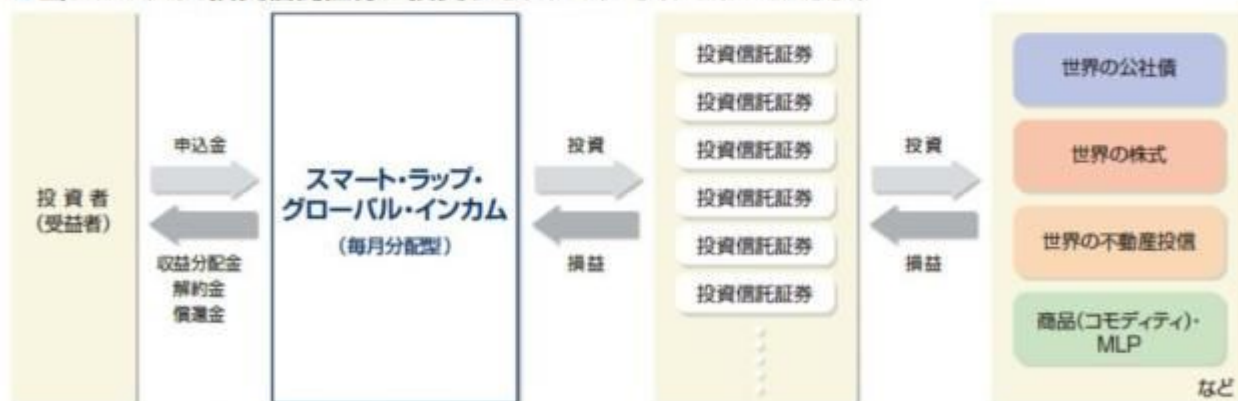 投資者
(受益者)
申込金
収益分配金
解約金
償還金
スマート・ラップ・
グローバル・インカム
(毎月分配型)
投資
損益
投資信託証券
投資信託証券
投資信託証券
投資信託証券
投資信託証券
投資信託証券
投資
損益
世界の公社債
世界の株式
世界の不動産投信
商品(コモディティ)・
MLP
など